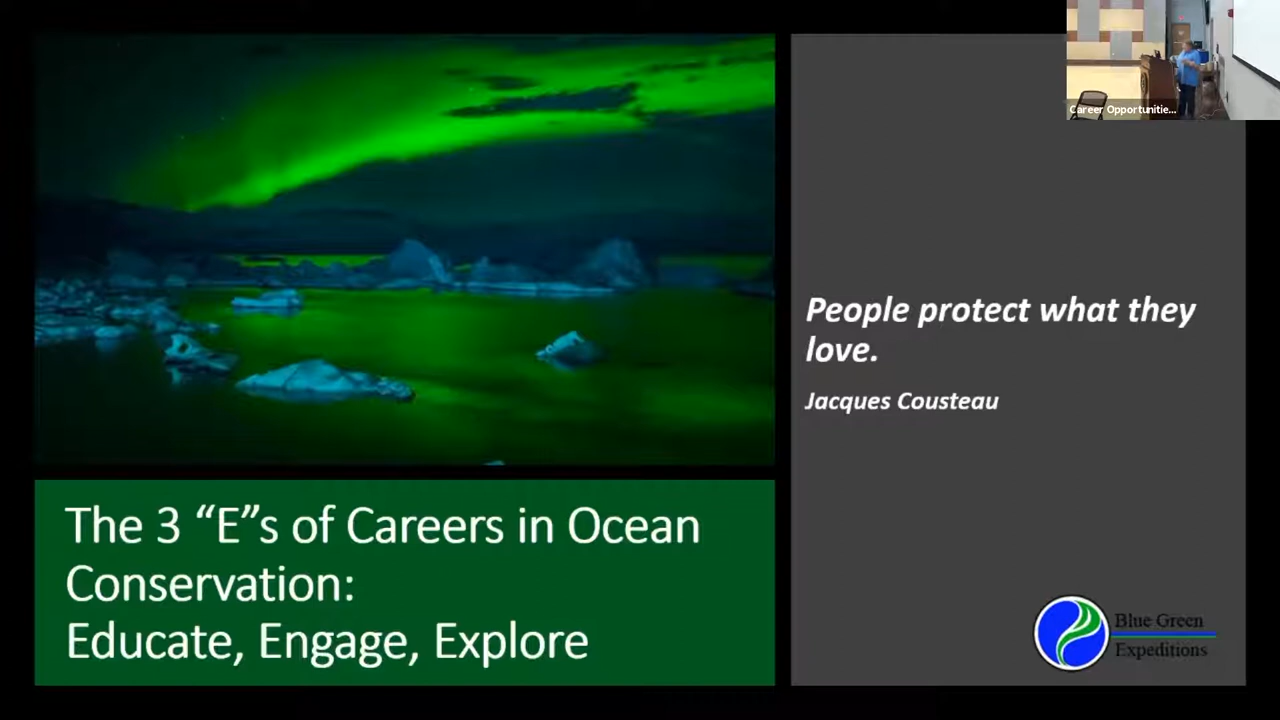 Career Opportunitie...
People protect what they
love.
Jacques Cousteau
The 3 “E”s of Careers in Ocean
Conservation:
Educate, Engage, Explore
Blue Green
Expeditions